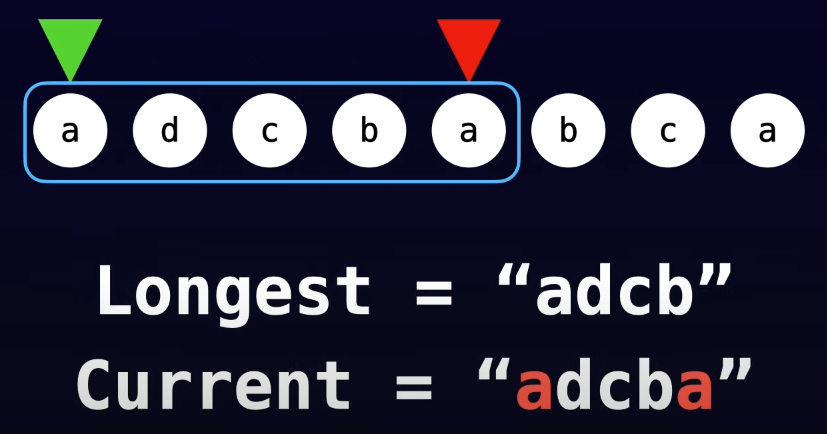 a d c b a b c a
Longest = “adcb”
Current = “adcba”